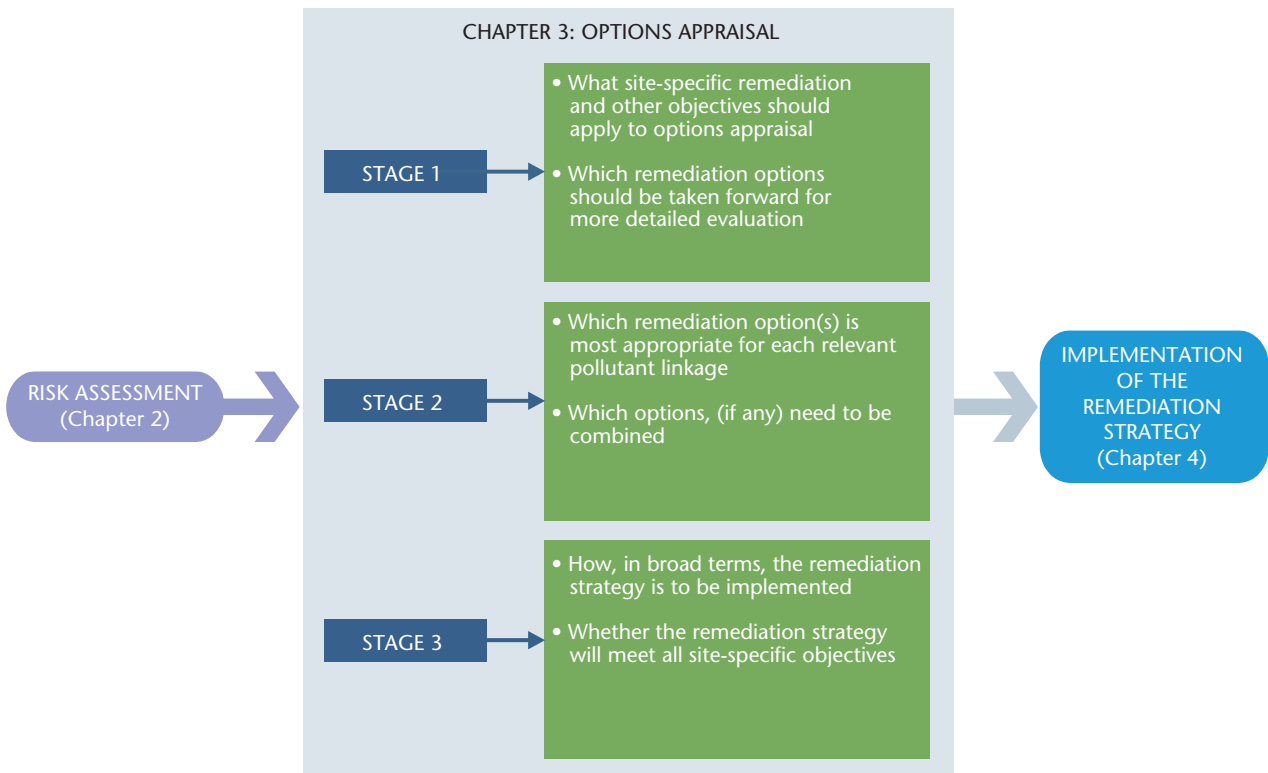 CHAPTER 3: OPTIONS APPRAISAL
RISK ASSESSMENT
(Chapter 2)
STAGE 1
• What site-specific remediation
and other objectives should
apply to options appraisal
• Which remediation options
should be taken forward for
more detailed evaluation
STAGE 2
• Which remediation option(s) is
most appropriate for each relevant
pollutant linkage
• Which options, (if any) need to be
combined
STAGE 3
• How, in broad terms, the remediation
strategy is to be implemented
• Whether the remediation strategy
will meet all site-specific objectives
IMPLEMENTATION
OF THE
REMEDIATION
STRATEGY
(Chapter 4)